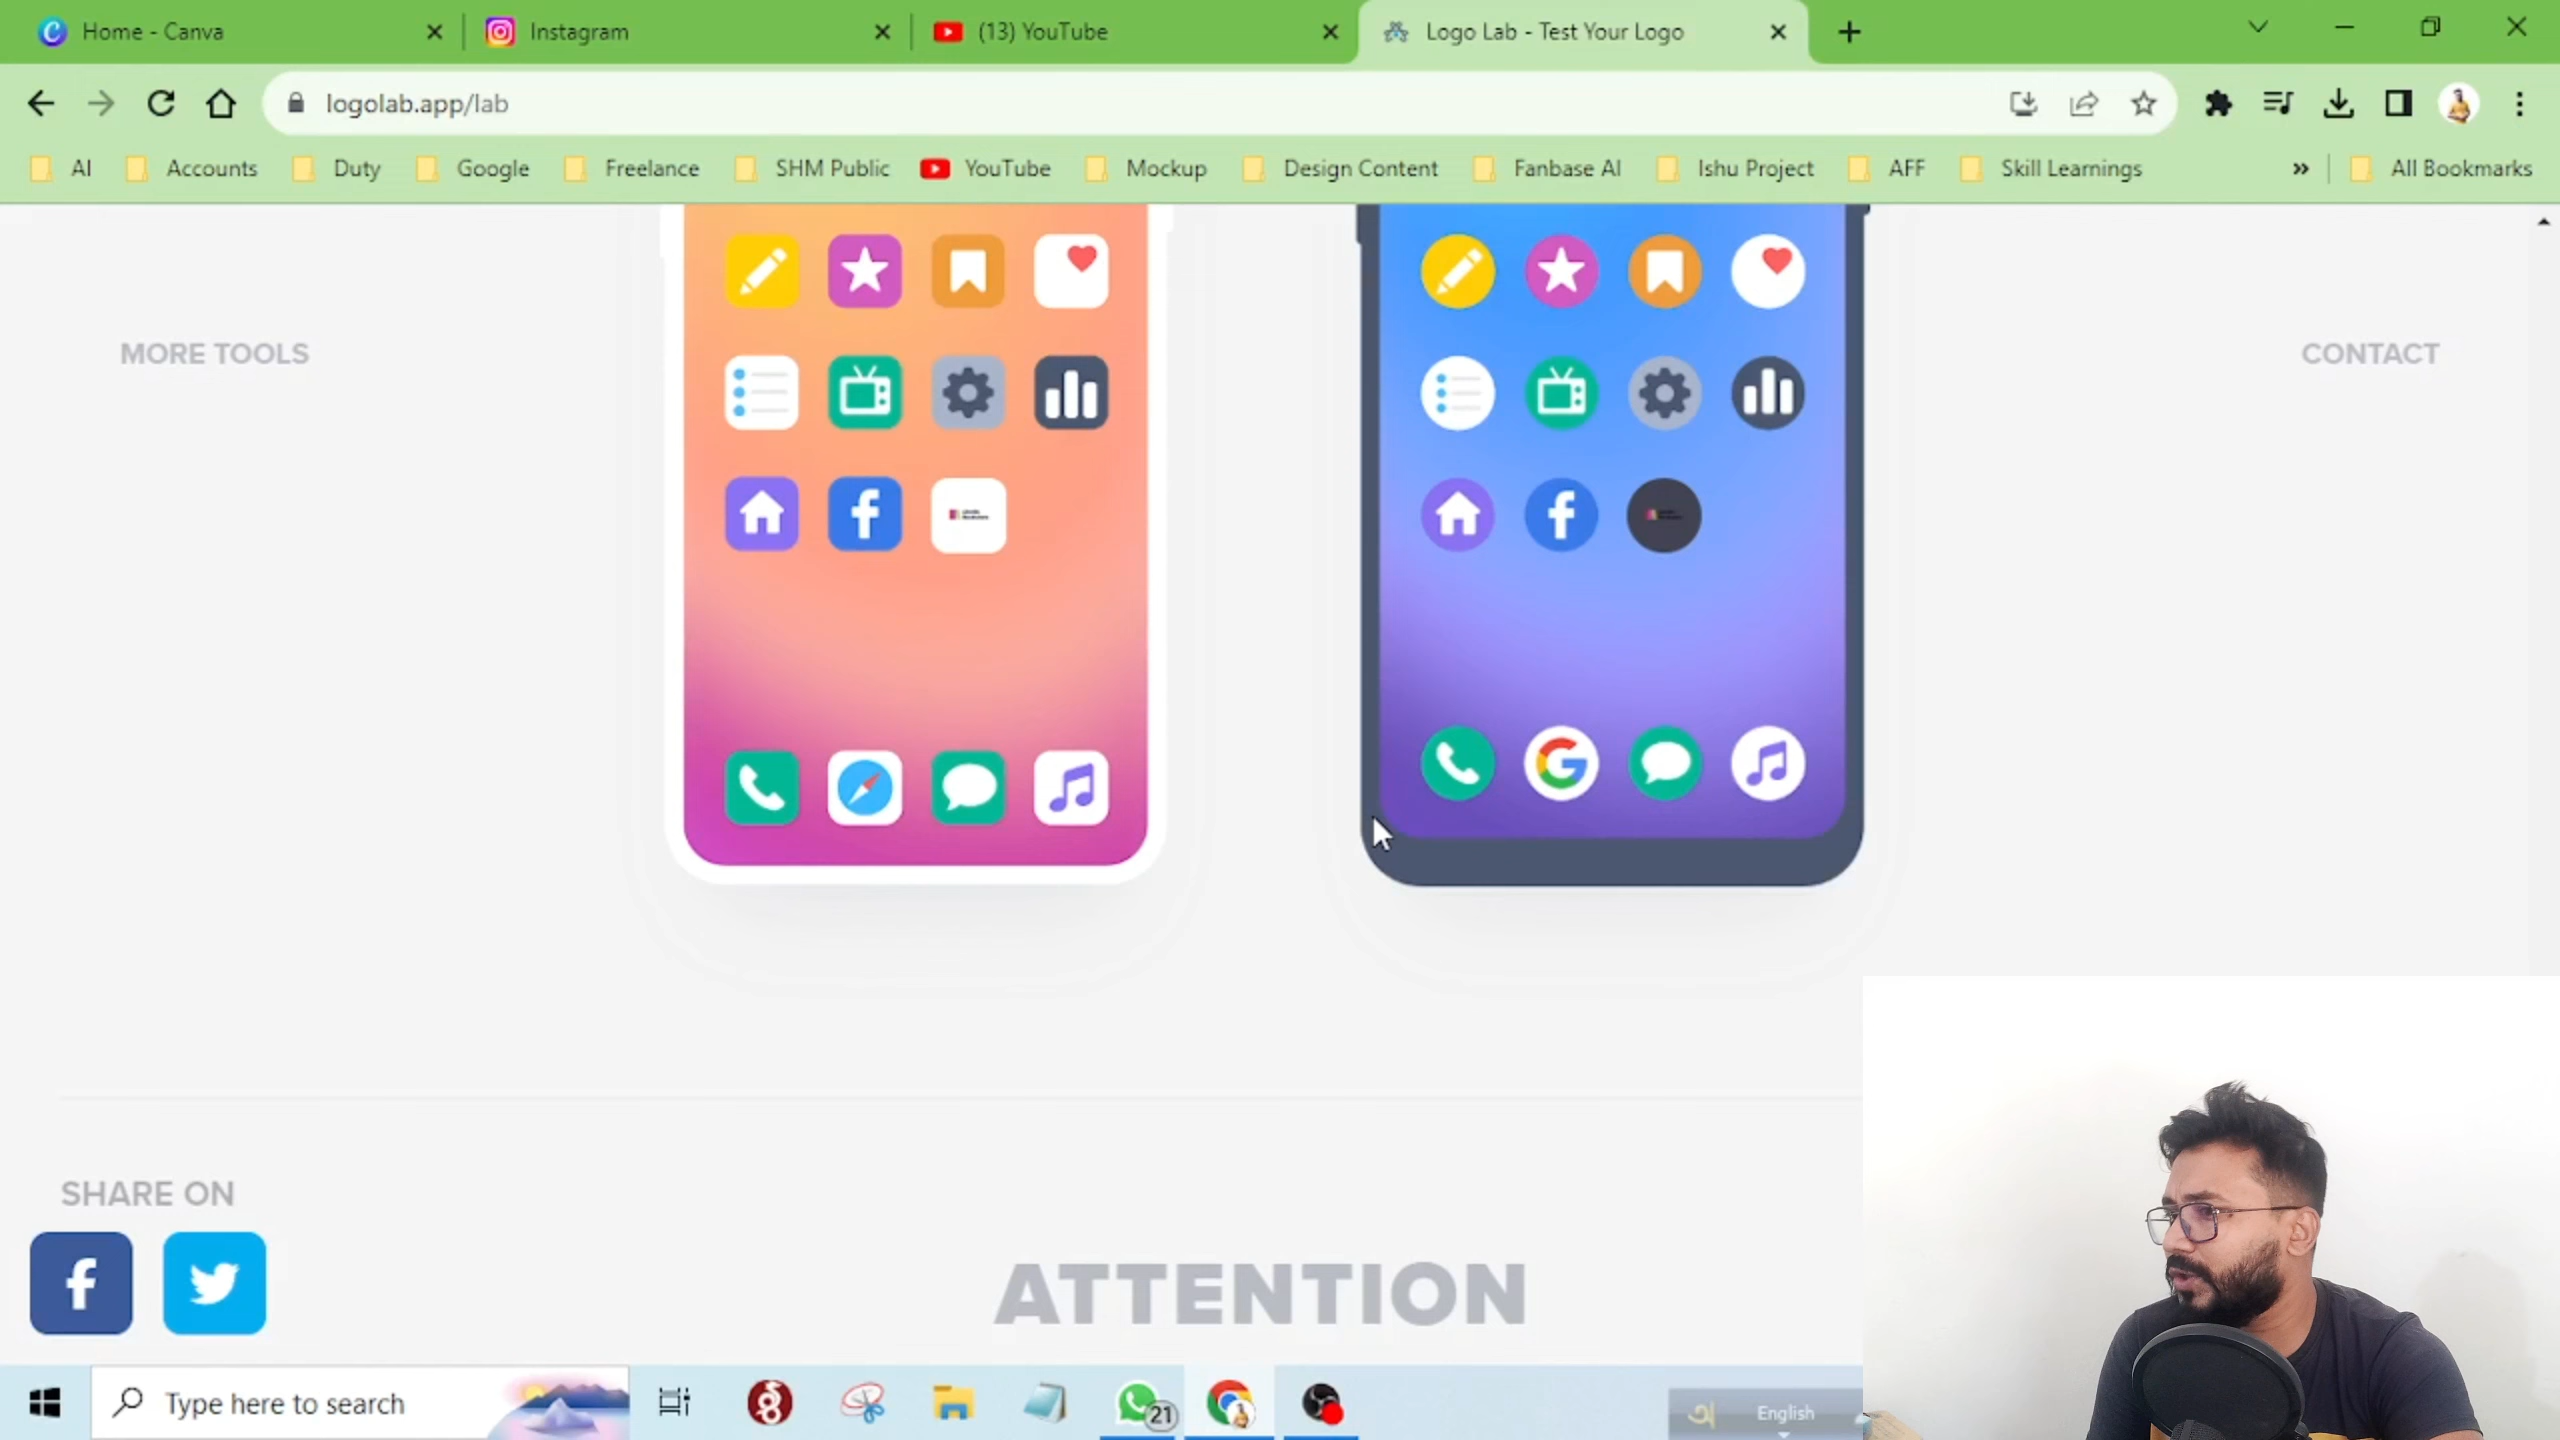 Home - Canva
Instagram
(13) YouTube
Logo Lab - Test Your Logo
logolab.app/lab
AI
Accounts
Duty
Google
Freelance
SHM Public
YouTube
Mockup
Design Content
Fanbase AI
Ishu Project
AFF
Skill Learnings
»
All Bookmarks
MORE TOOLS
CONTACT
SHARE ON
ATTENTION
Type here to search
21
অ English